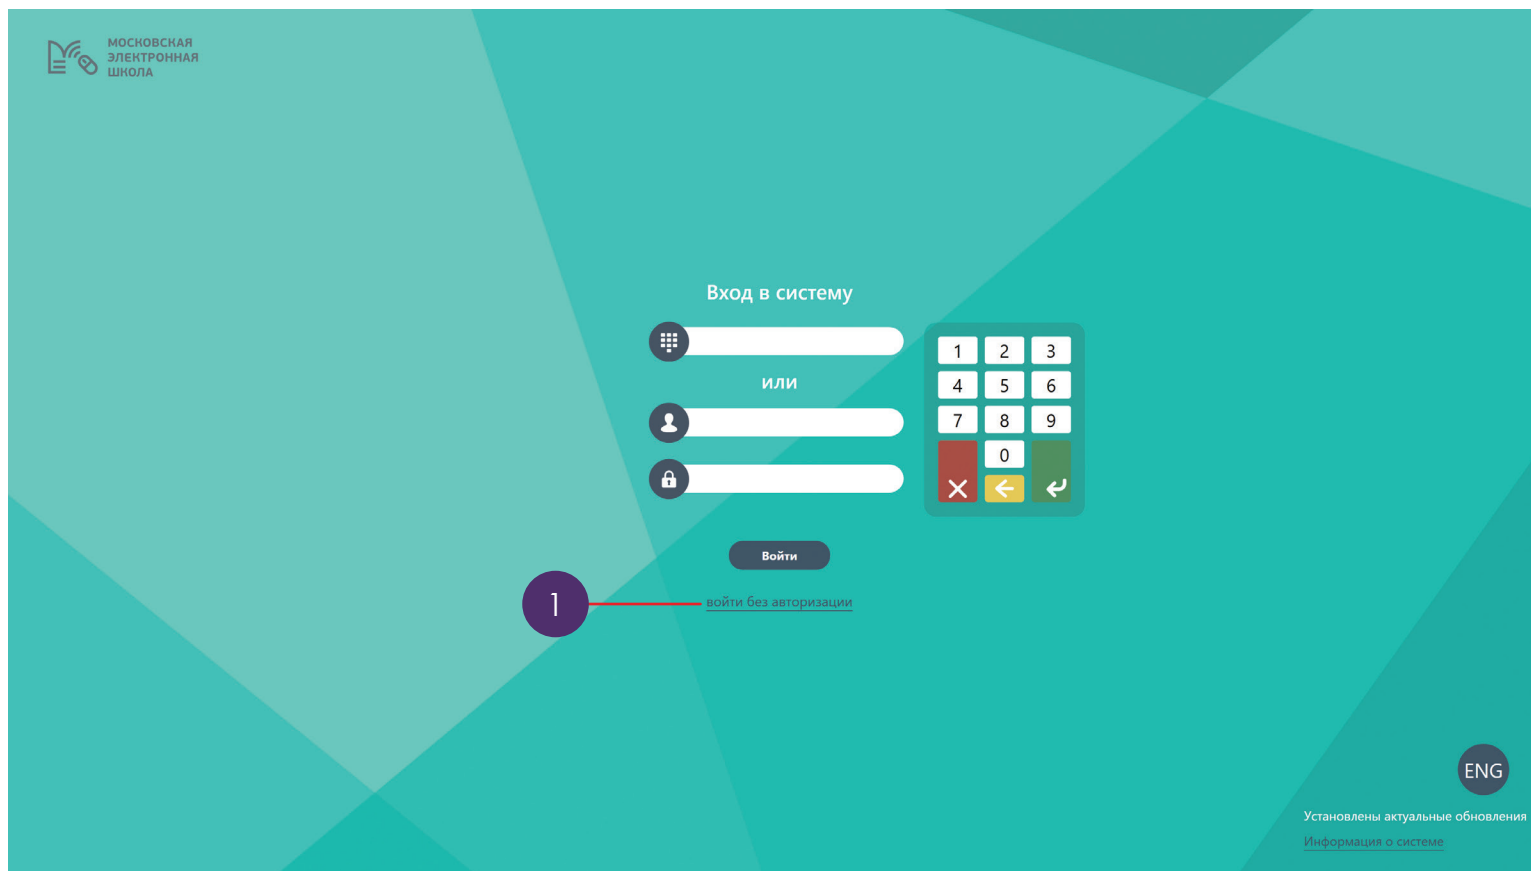 МОСКОВСКАЯ
ЭЛЕКТРОННАЯ
ШКОЛА
Вход в систему
или
1 2 3
4 5 6
7 8 9
0
Войти
1
войти без авторизации
ENG
Установлены актуальные обновления
Информация о системе